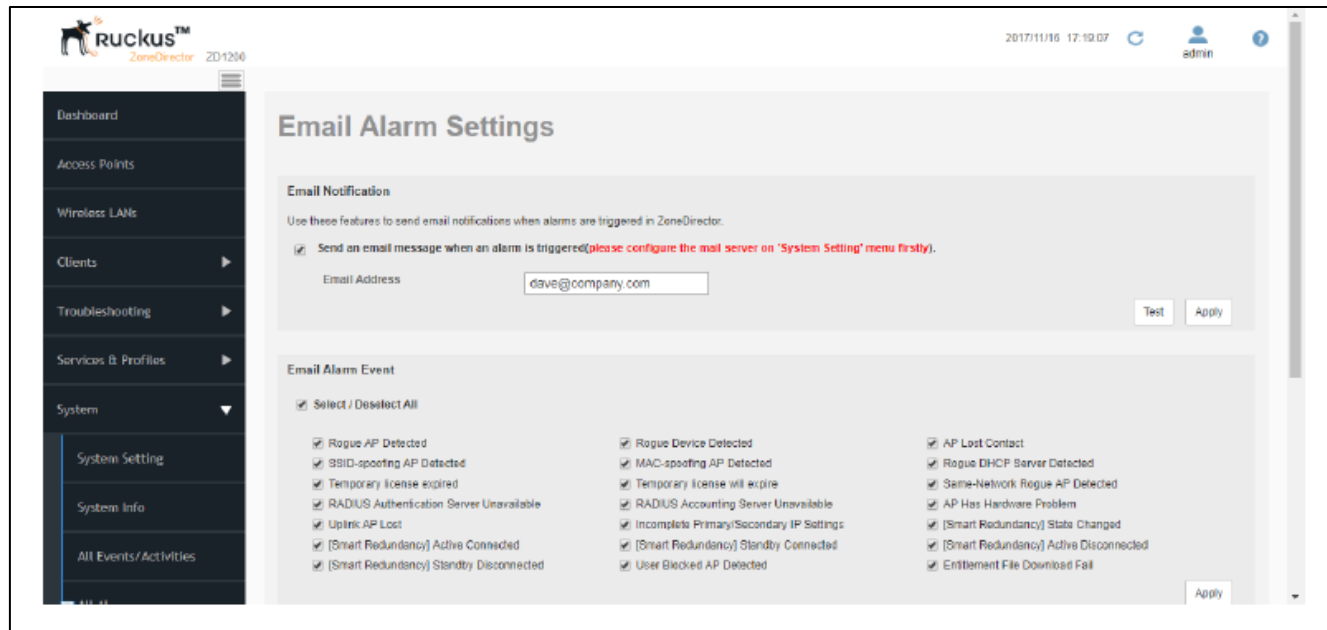 RUCKUS™
ZoneDirector ZD1200
2017/11/16 17:19:07
admin
Dashboard
Access Points
Wireless LANs
Clients
Troubleshooting
Services & Profiles
System
System Setting
System Info
All Events/Activities
Email Alarm Settings
Email Notification
Use these features to send email notifications when alarms are triggered in ZoneDirector.
Send an email message when an alarm is triggered(please configure the mail server on 'System Setting' menu firstly).
Email Address dave@company.com
Test Apply
Email Alarm Event
Select / Deselect All
Rogue AP Detected Rogue Device Detected AP Lost Contact
SSID-spoofing AP Detected MAC-spoofing AP Detected Rogue DHCP Server Detected
Temporary license expired Temporary license will expire Same-Network Rogue AP Detected
RADIUS Authentication Server Unavailable RADIUS Accounting Server Unavailable AP Has Hardware Problem
Uplink AP Lost Incomplete Primary/Secondary IP Settings [Smart Redundancy] State Changed
[Smart Redundancy] Active Connected [Smart Redundancy] Standby Connected [Smart Redundancy] Active Disconnected
[Smart Redundancy] Standby Disconnected User Blocked AP Detected Entitlement File Download Fail
Apply